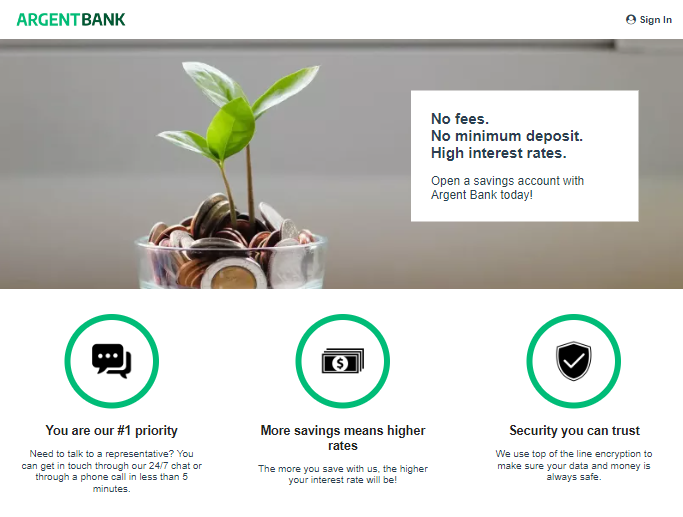 ARGENTBANK
Sign In
No fees.
No minimum deposit.
High interest rates.
Open a savings account with
Argent Bank today!
You are our #1 priority
Need to talk to a representative? You
can get in touch through our 24/7 chat or
through a phone call in less than 5
minutes.
More savings means higher
rates
The more you save with us, the higher
your interest rate will be!
Security you can trust
We use top of the line encryption to
make sure your data and money is
always safe.